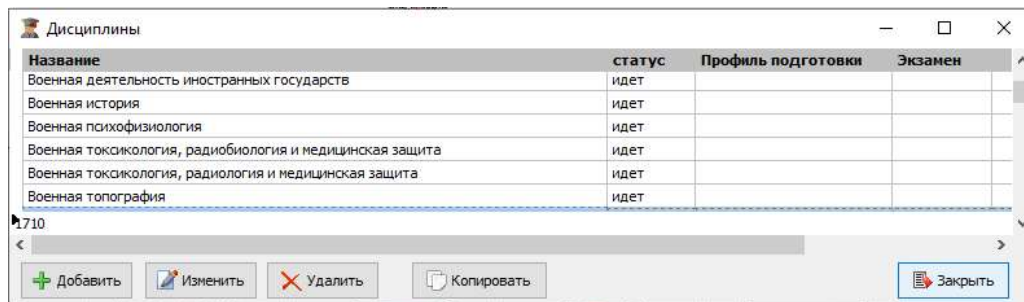 Дисциплины
Название статус Профиль подготовки Экзамен
Военная деятельность иностранных государств идет
Военная история идет
Военная психофизиология идет
Военная токсикология, радиобиология и медицинская защита идет
Военная токсикология, радиология и медицинская защита идет
Военная топография идет
1710
Добавить Изменить Удалить Копировать Закрыть